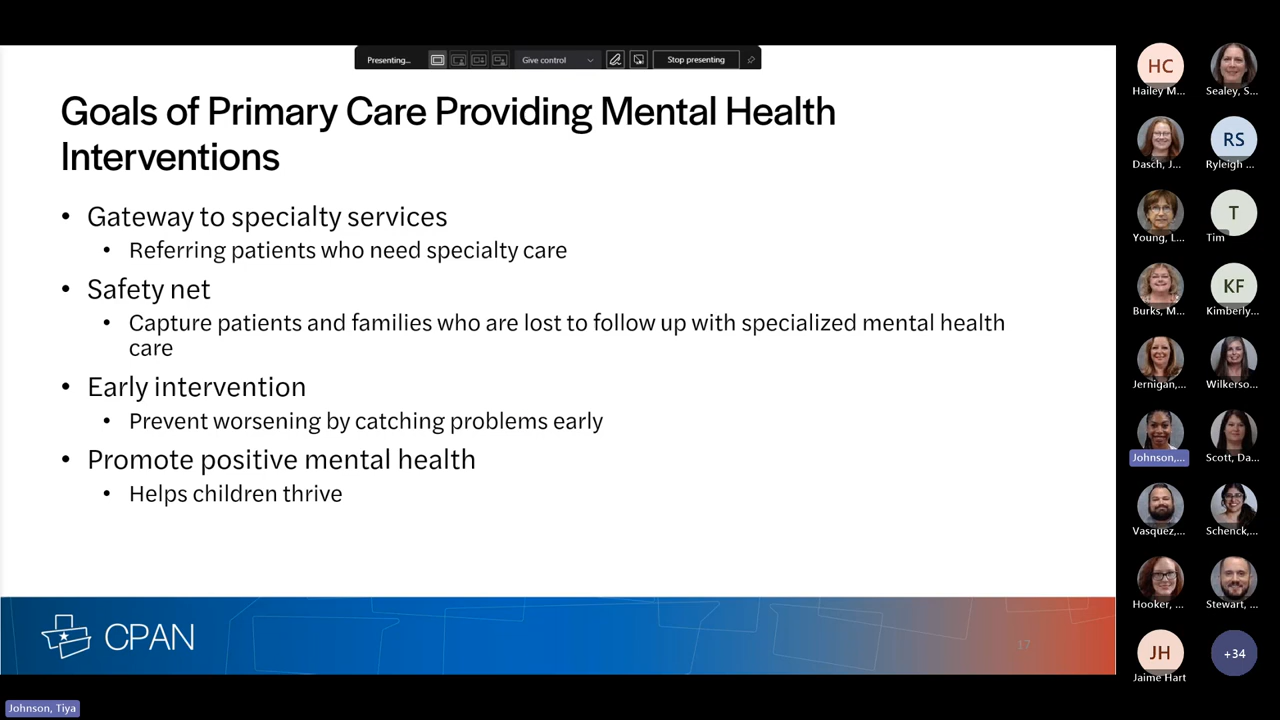 Presenting...
Give control
Stop presenting
Goals of Primary Care Providing Mental Health
Interventions
• Gateway to specialty services
• Referring patients who need specialty care
• Safety net
• Capture patients and families who are lost to follow up with specialized mental health
care
• Early intervention
• Prevent worsening by catching problems early
• Promote positive mental health
• Helps children thrive
CPAN
17
HC
Hailey M...
Sealey, S...
Dasch, J...
RS
Ryleigh ...
Young, L...
T
Tim
Burks, M...
KF
Kimberly...
Jernigan,...
Wilkerso...
Johnson,...
Scott, Da...
Vasquez,...
Schenck,...
Hooker, ...
Stewart, ...
JH
Jaime Hart
+34
Johnson, Tiya